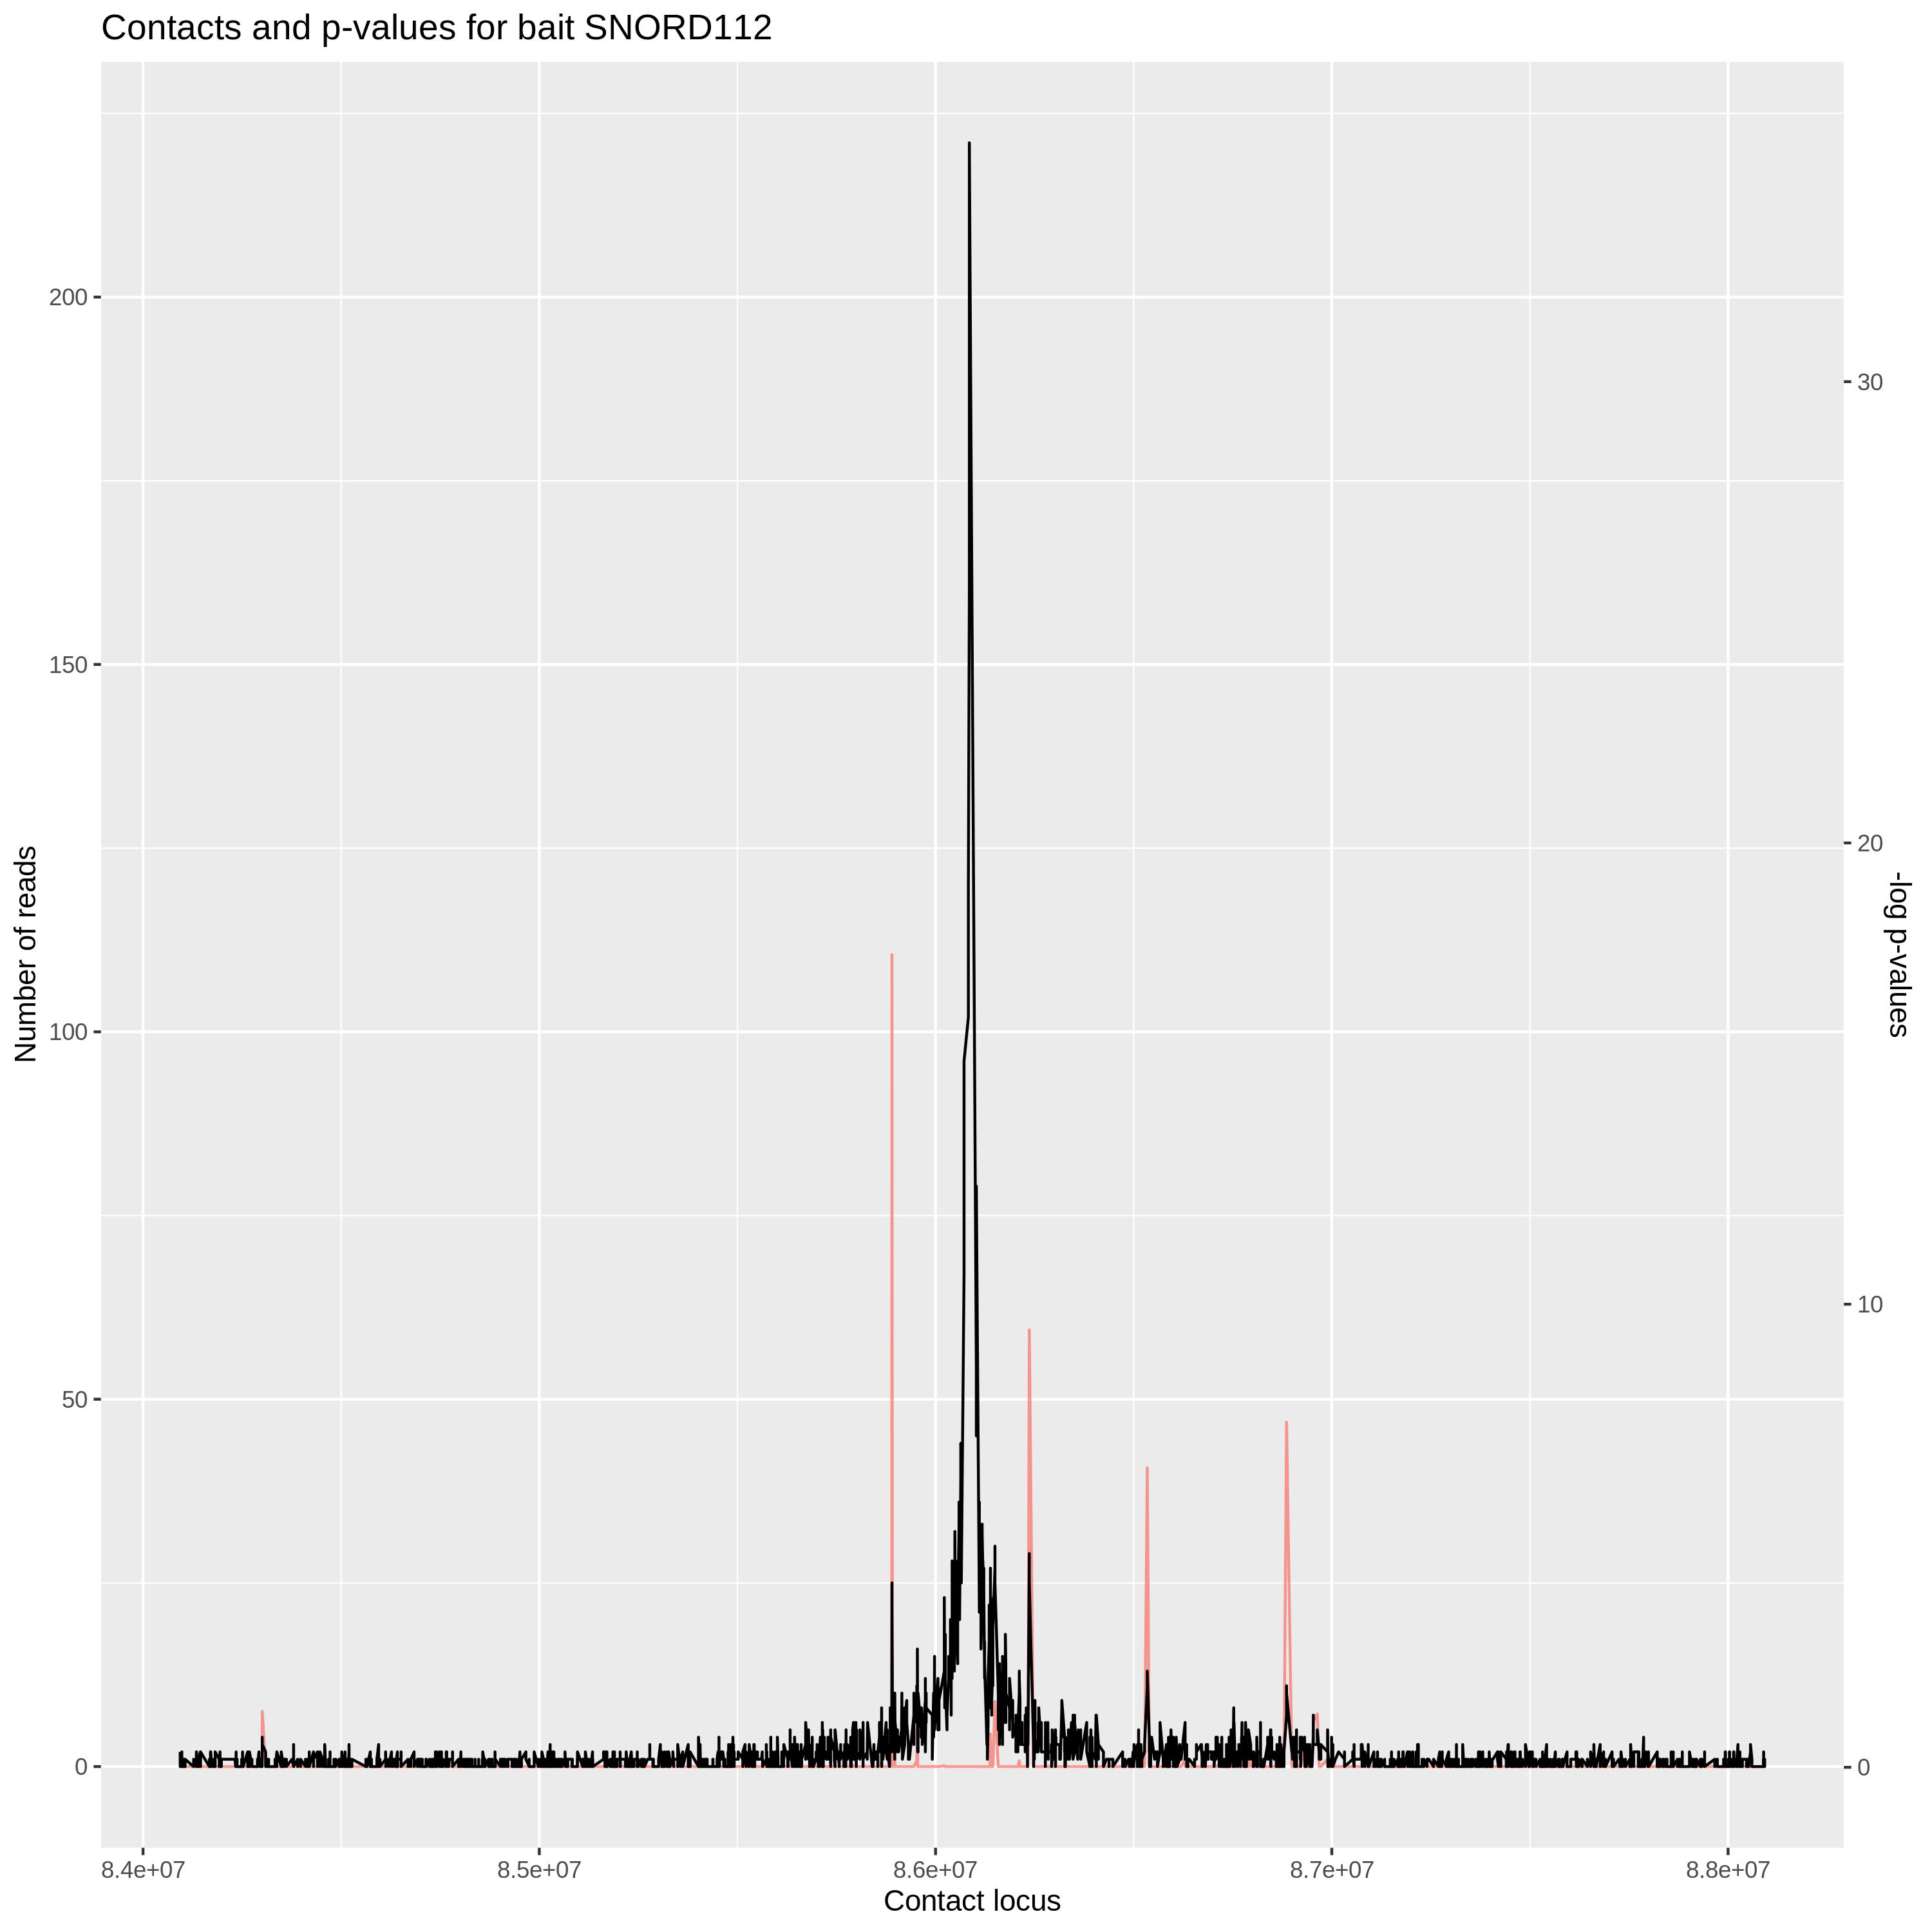 Contacts and p-values for bait SNORD112
200
150
100
50
0
30
20
10
0
Number of reads
-log p-values
8.4e+07
8.5e+07
8.6e+07
8.7e+07
8.8e+07
Contact locus